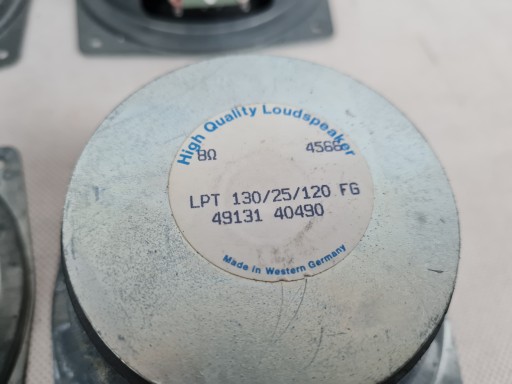 High Quality Loudspeaker
8Ω 4568
LPT 130/25/120 FG
49131 40490
Made in Western Germany